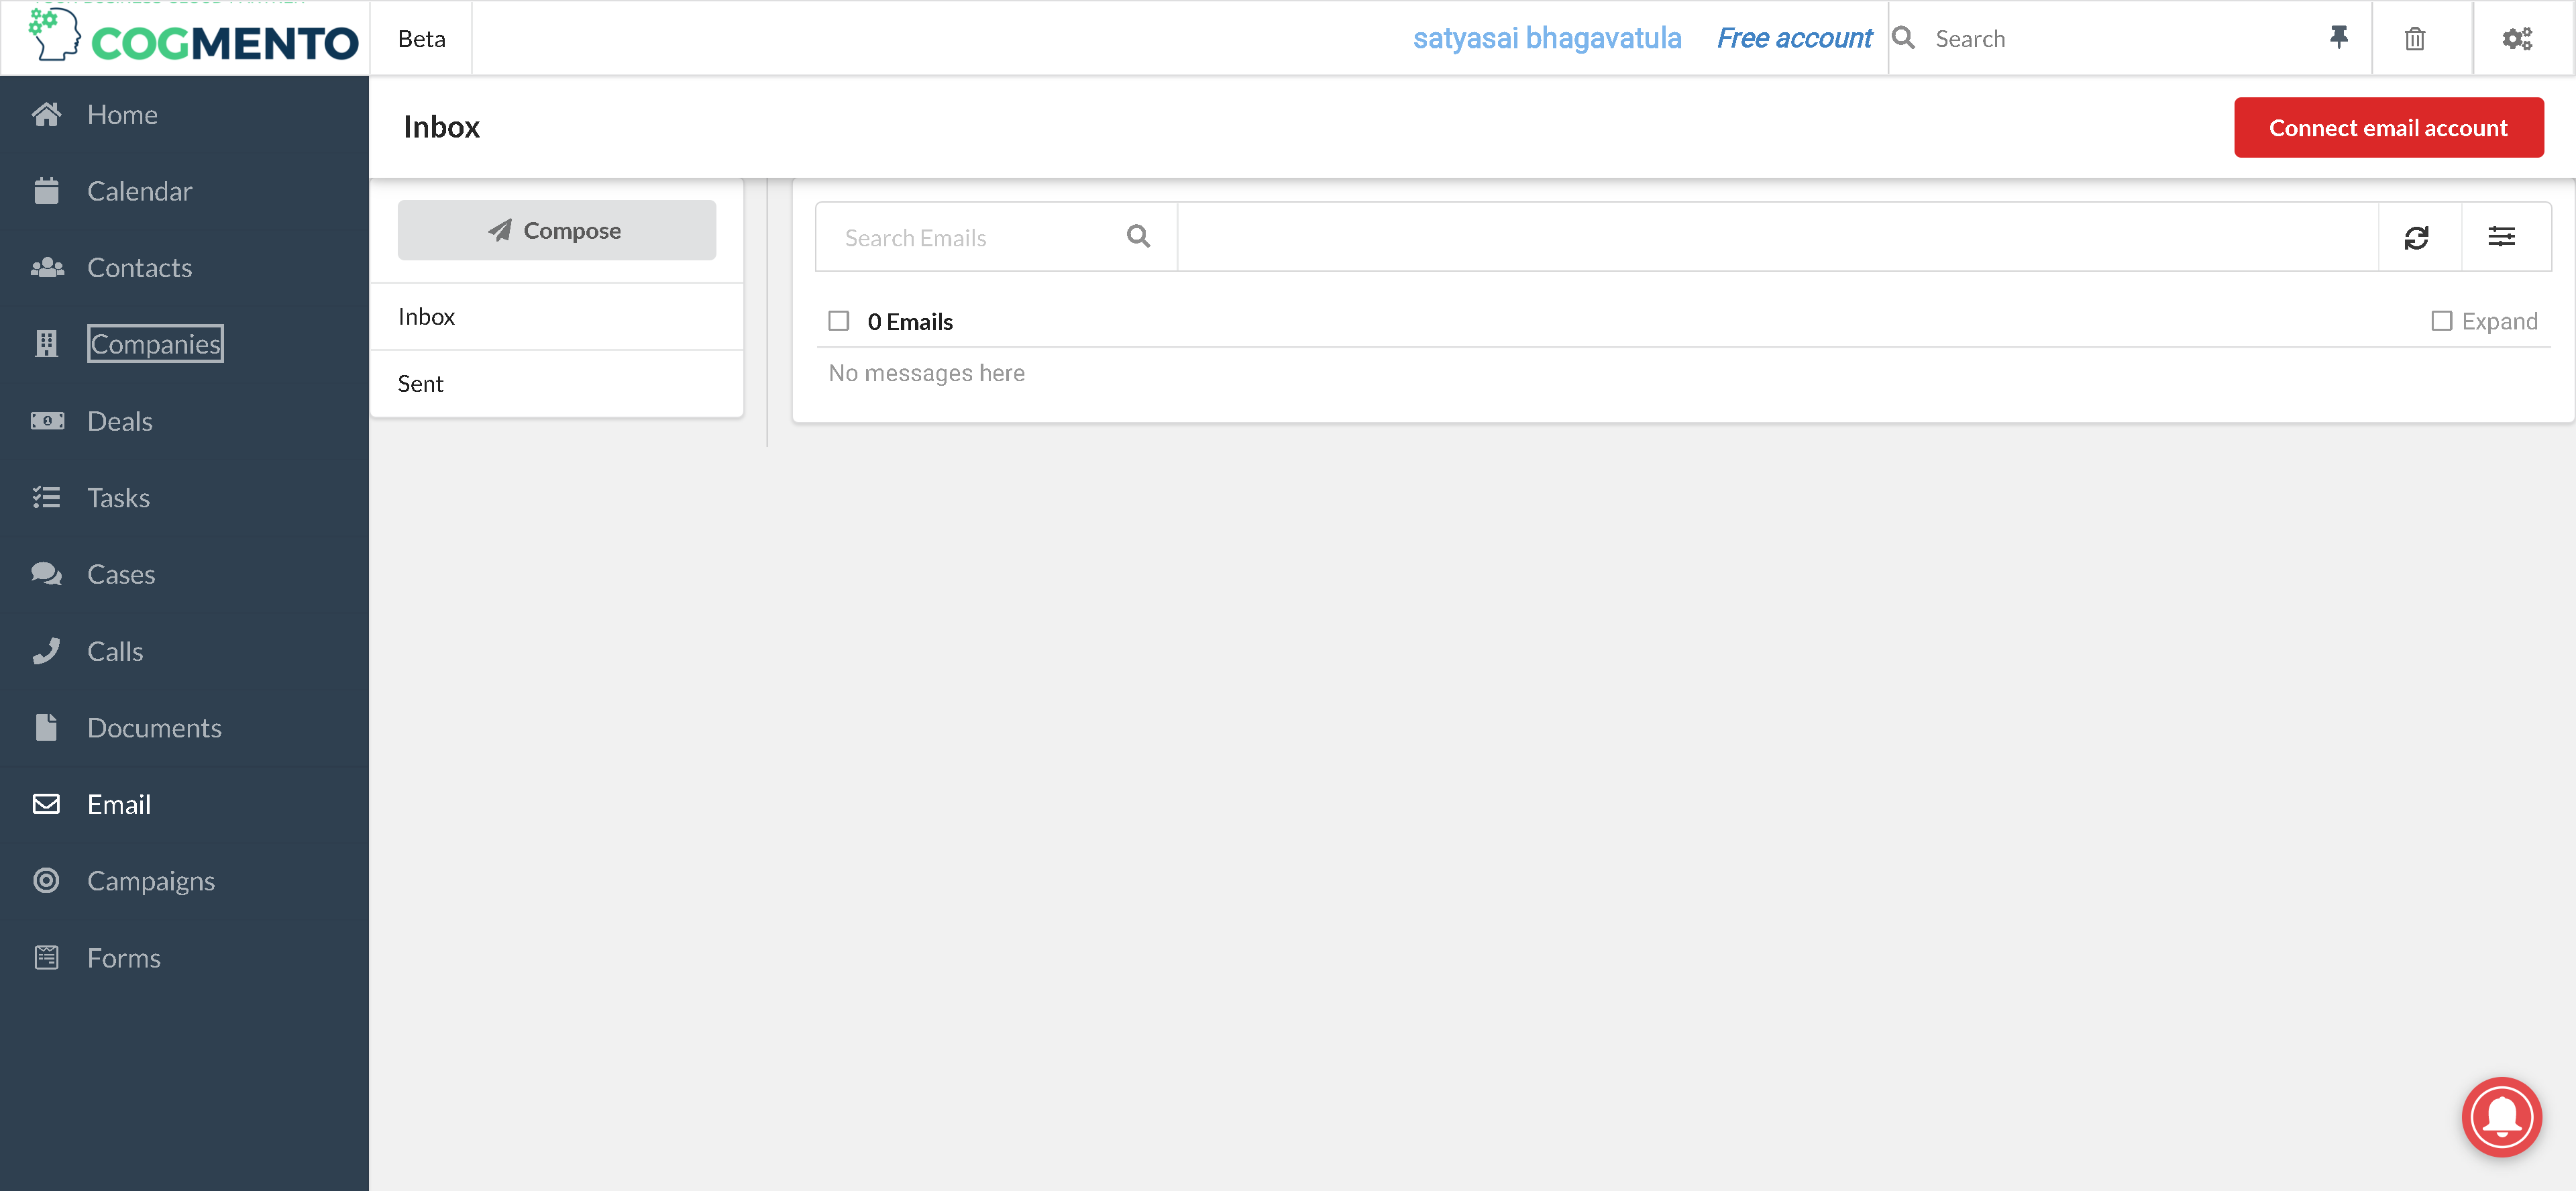 COGMENTO
Beta
satyasai bhagavatula
Free account
Search
Home
Calendar
Contacts
Companies
Deals
Tasks
Cases
Calls
Documents
Email
Campaigns
Forms
Inbox
Connect email account
Compose
Inbox
Sent
Search Emails
0 Emails
Expand
No messages here